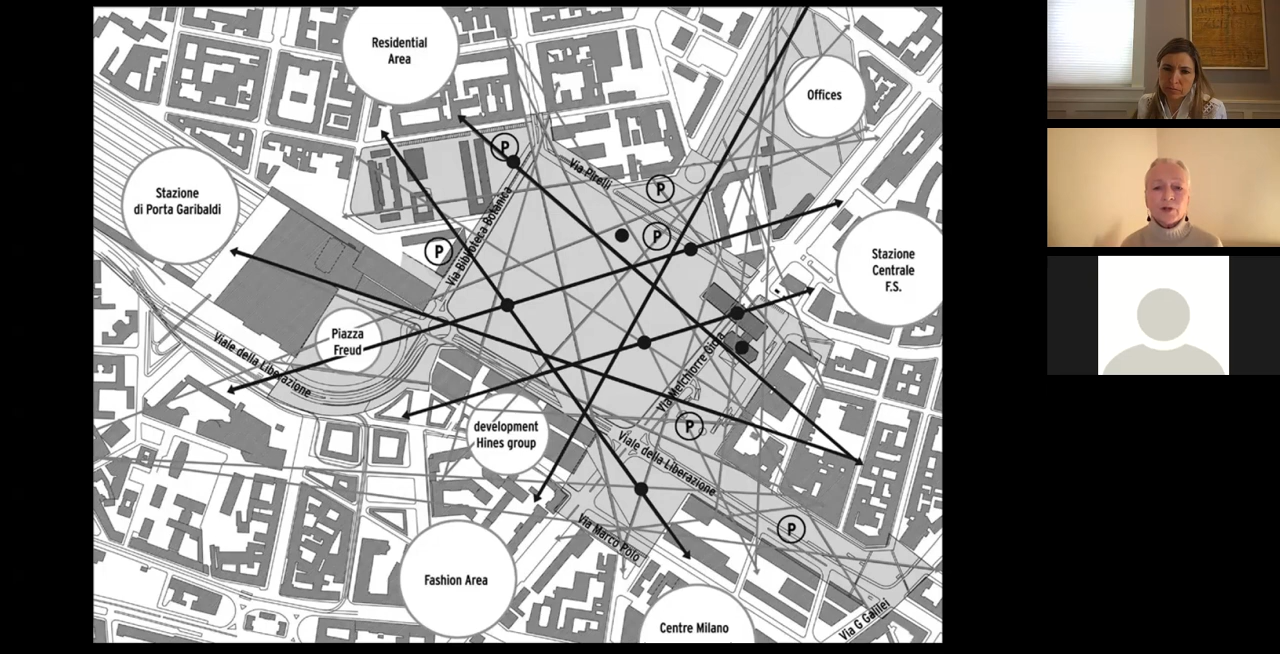 Residential
Area
Offices
P
Via Pirelli
P
Stazione
di Porta Garibaldi
Via Biblioteca Botanica
P
P
Stazione
Centrale
F.S.
Piazza
Freud
Viale della Liberazione
Via Melchiorre Gioia
development
Hines group
P
Viale della Liberazione
P
Via Marco Polo
Fashion Area
Centre Milano
Via G Galilei